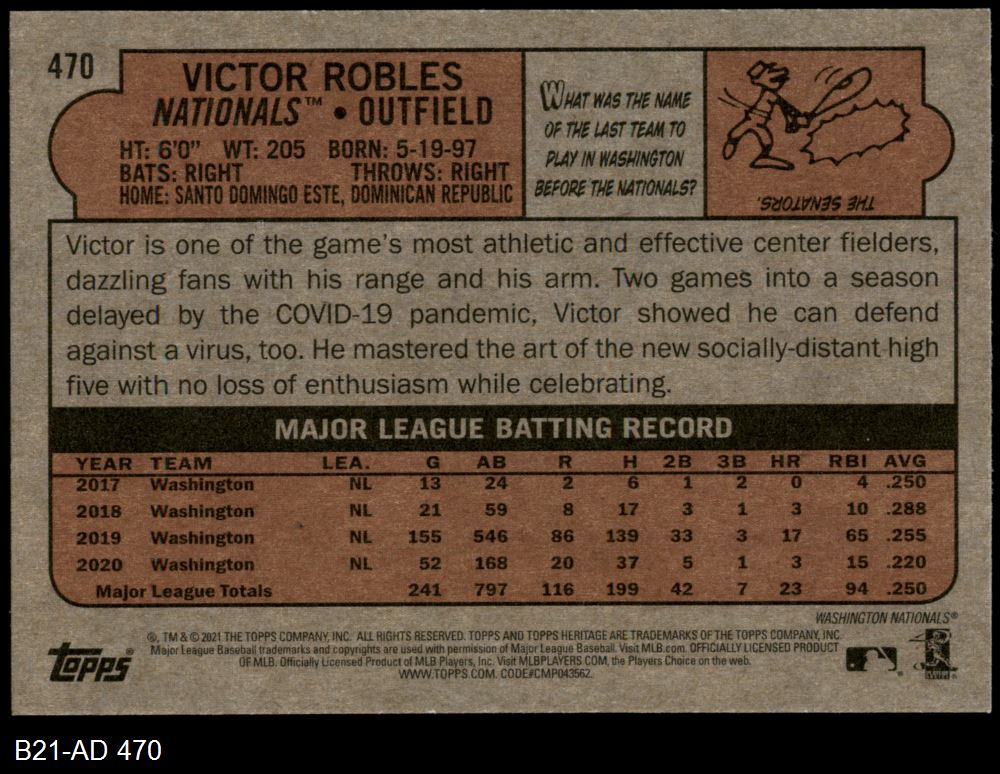 470
VICTOR ROBLES
NATIONALS™ • OUTFIELD
HT: 6'0" WT: 205 BORN: 5-19-97
BATS: RIGHT THROWS: RIGHT
HOME: SANTO DOMINGO ESTE, DOMINICAN REPUBLIC
WHAT WAS THE NAME
OF THE LAST TEAM TO
PLAY IN WASHINGTON
BEFORE THE NATIONALS?
THE SENATORS.
Victor is one of the game's most athletic and effective center fielders,
dazzling fans with his range and his arm. Two games into a season
delayed by the COVID-19 pandemic, Victor showed he can defend
against a virus, too. He mastered the art of the new socially-distant high
five with no loss of enthusiasm while celebrating.
MAJOR LEAGUE BATTING RECORD
YEAR TEAM LEA. G AB R H 2B 3B HR RBI AVG
2017 Washington NL 13 24 2 6 1 2 0 4 .250
2018 Washington NL 21 59 8 17 3 1 3 10 .288
2019 Washington NL 155 546 86 139 33 3 17 65 .255
2020 Washington NL 52 168 20 37 5 1 3 15 .220
Major League Totals 241 797 116 199 42 7 23 94 .250
WASHINGTON NATIONALS®
®, TM & © 2021 THE TOPPS COMPANY, INC. ALL RIGHTS RESERVED. TOPPS AND TOPPS HERITAGE ARE TRADEMARKS OF THE TOPPS COMPANY, INC.
Major League Baseball trademarks and copyrights are used with permission of Major League Baseball. Visit MLB.com. OFFICIALLY LICENSED PRODUCT
OF MLB. Officially Licensed Product of MLB Players, Inc. Visit MLBPLAYERS.COM, the Players Choice on the web.
WWW.TOPPS.COM. CODE#CMP043562.
TOPPS®
B21-AD 470